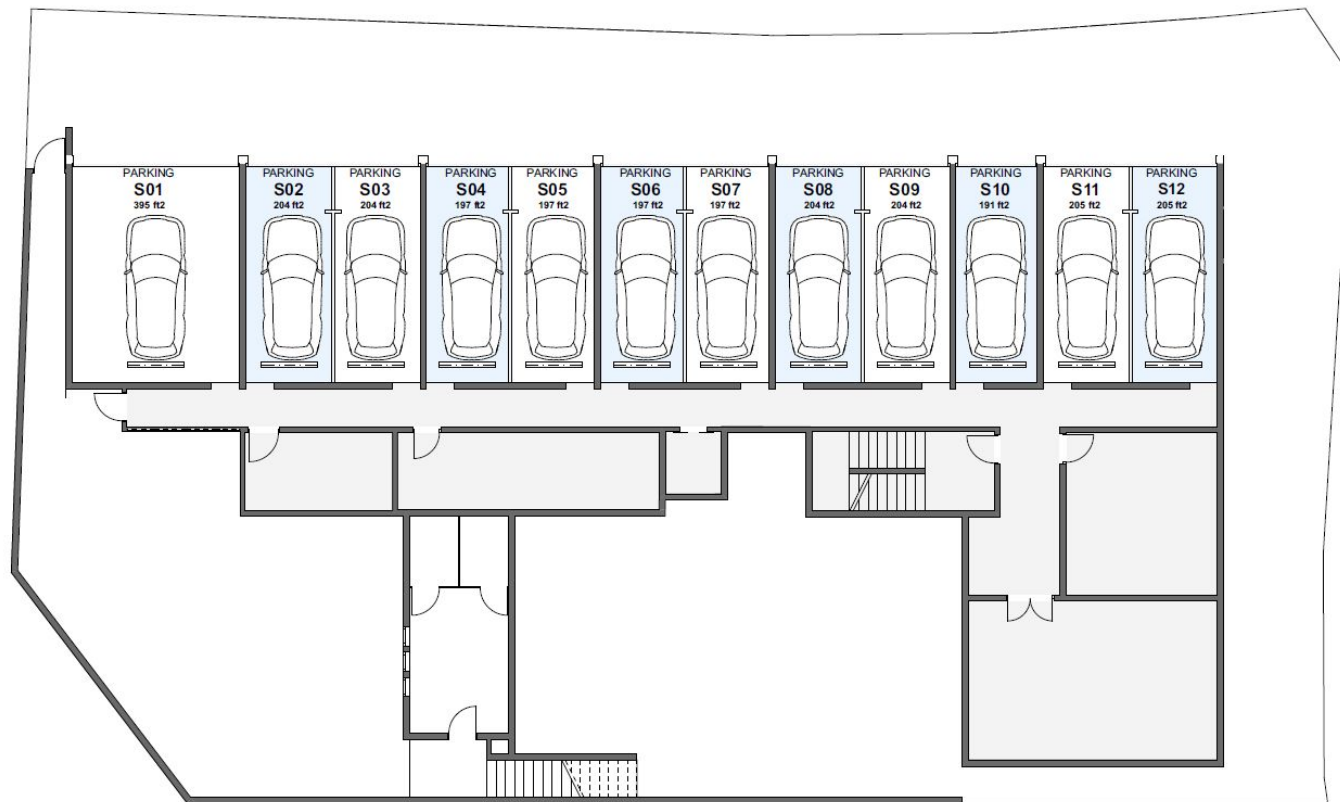 PARKING
S01
395 ft2
PARKING
S02
204 ft2
PARKING
S03
204 ft2
PARKING
S04
197 ft2
PARKING
S05
197 ft2
PARKING
S06
197 ft2
PARKING
S07
197 ft2
PARKING
S08
204 ft2
PARKING
S09
204 ft2
PARKING
S10
191 ft2
PARKING
S11
205 ft2
PARKING
S12
205 ft2